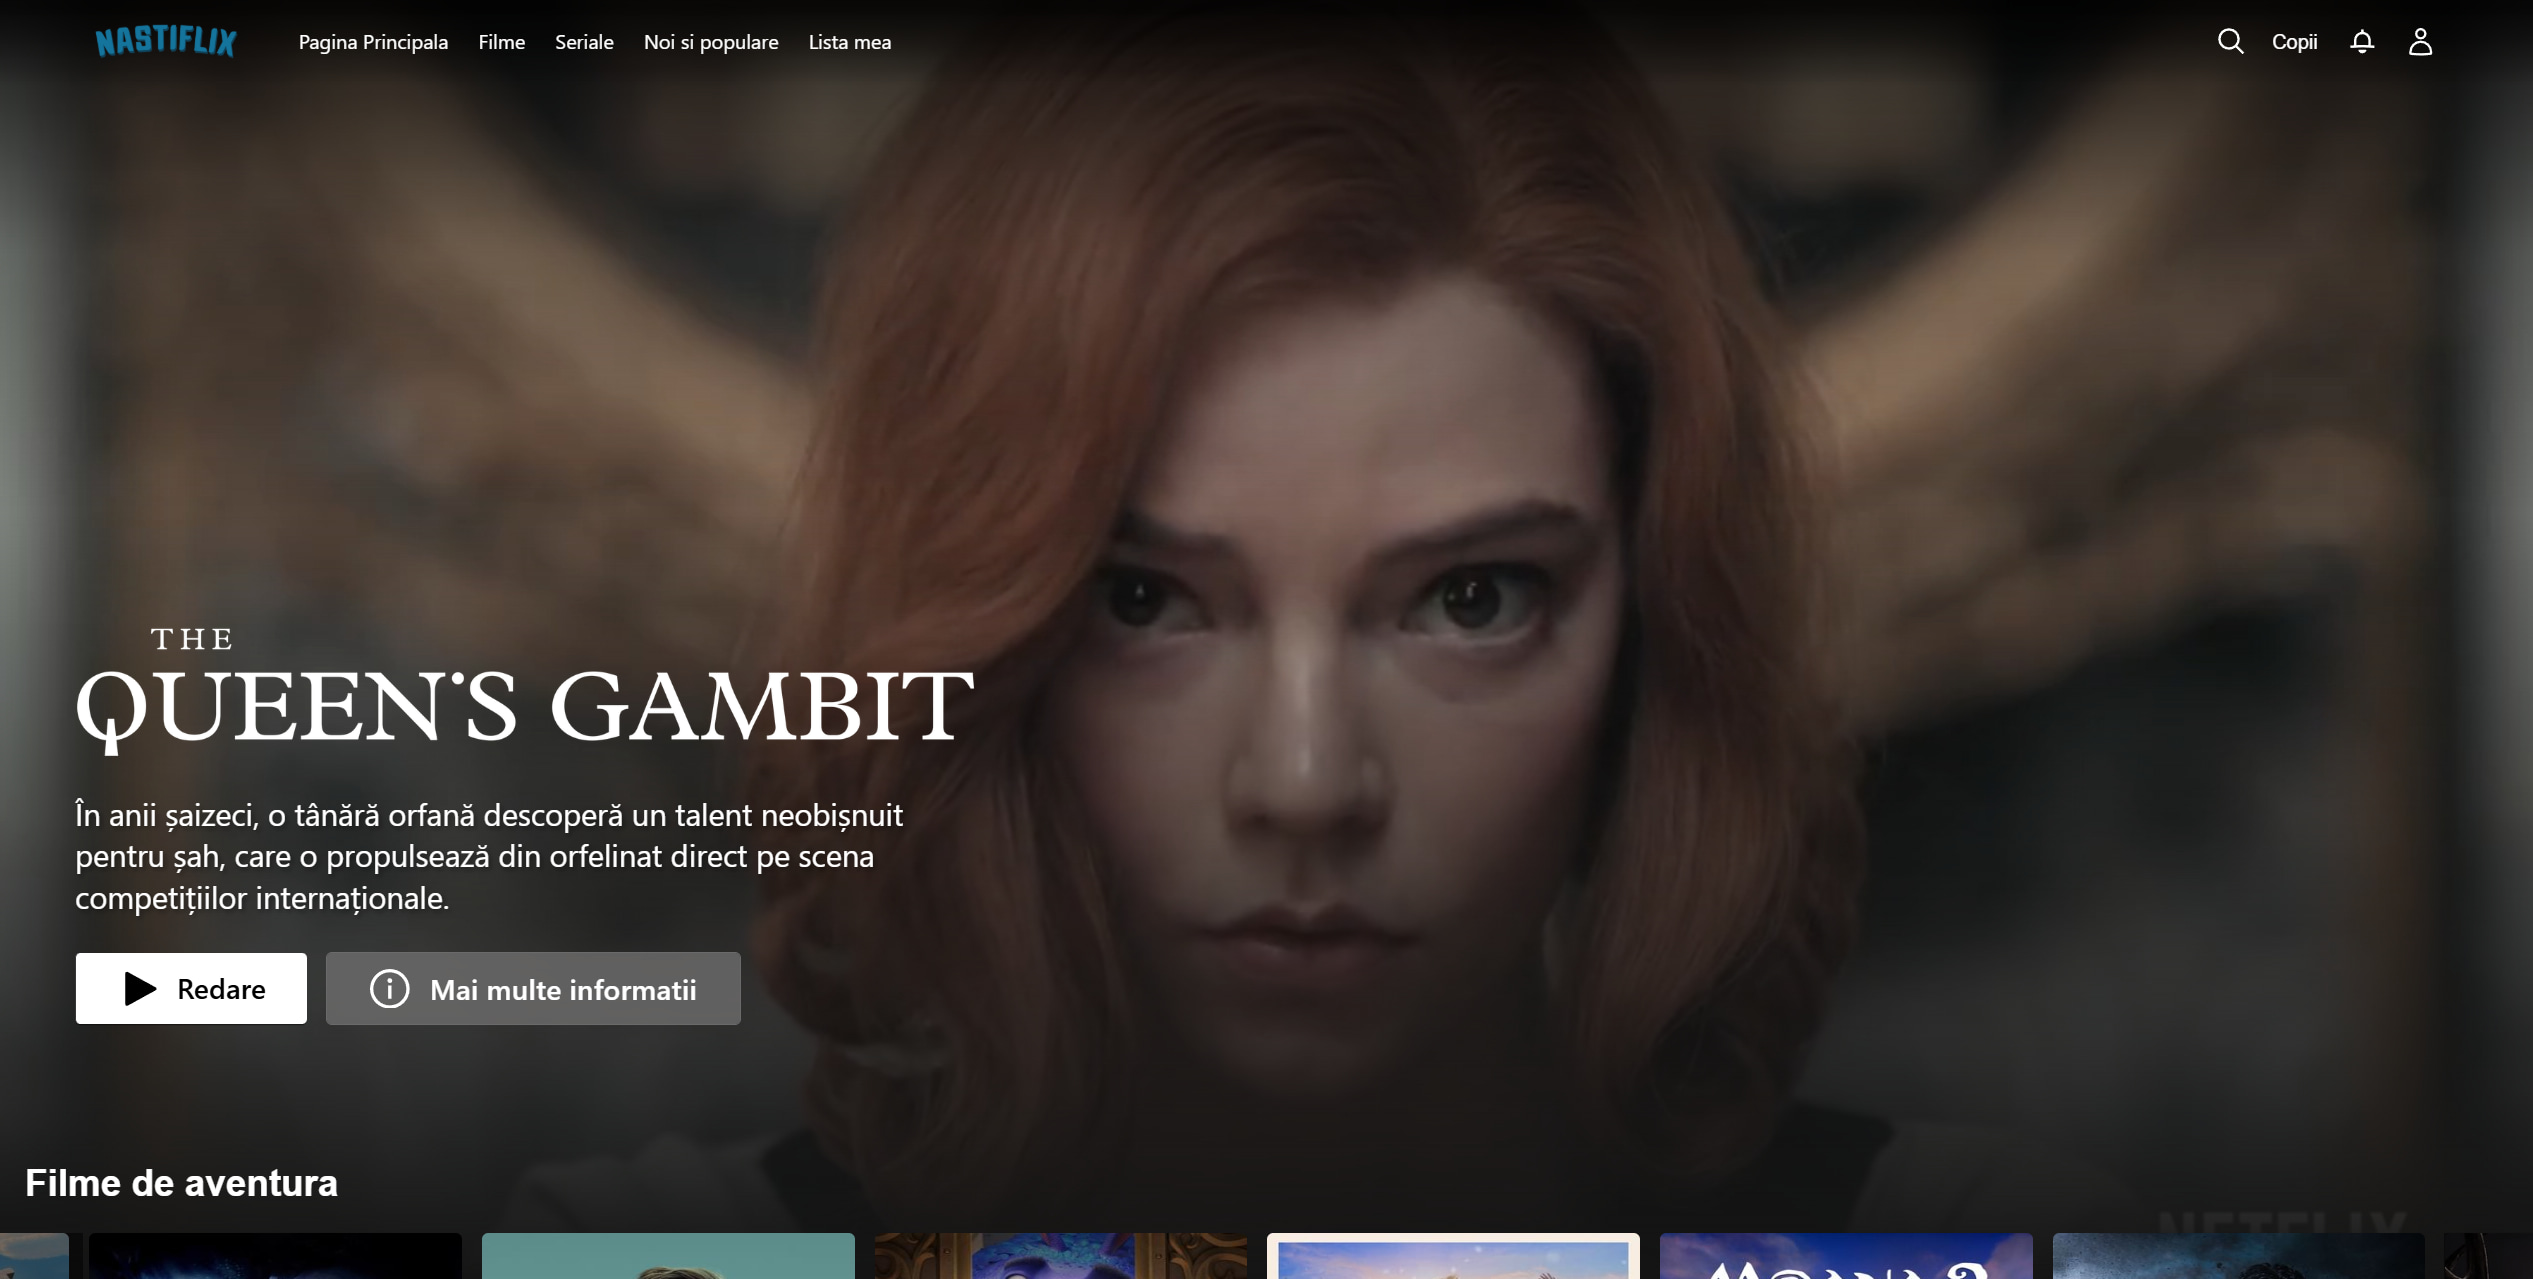 NASTIFLIX
Pagina Principala
Filme
Seriale
Noi si populare
Lista mea
Copii
THE
QUEEN'S GAMBIT
În anii șaizeci, o tânără orfană descoperă un talent neobișnuit
pentru șah, care o propulsează din orfelinat direct pe scena
competițiilor internaționale.
Redare
Mai multe informatii
Filme de aventura
NETFLIX